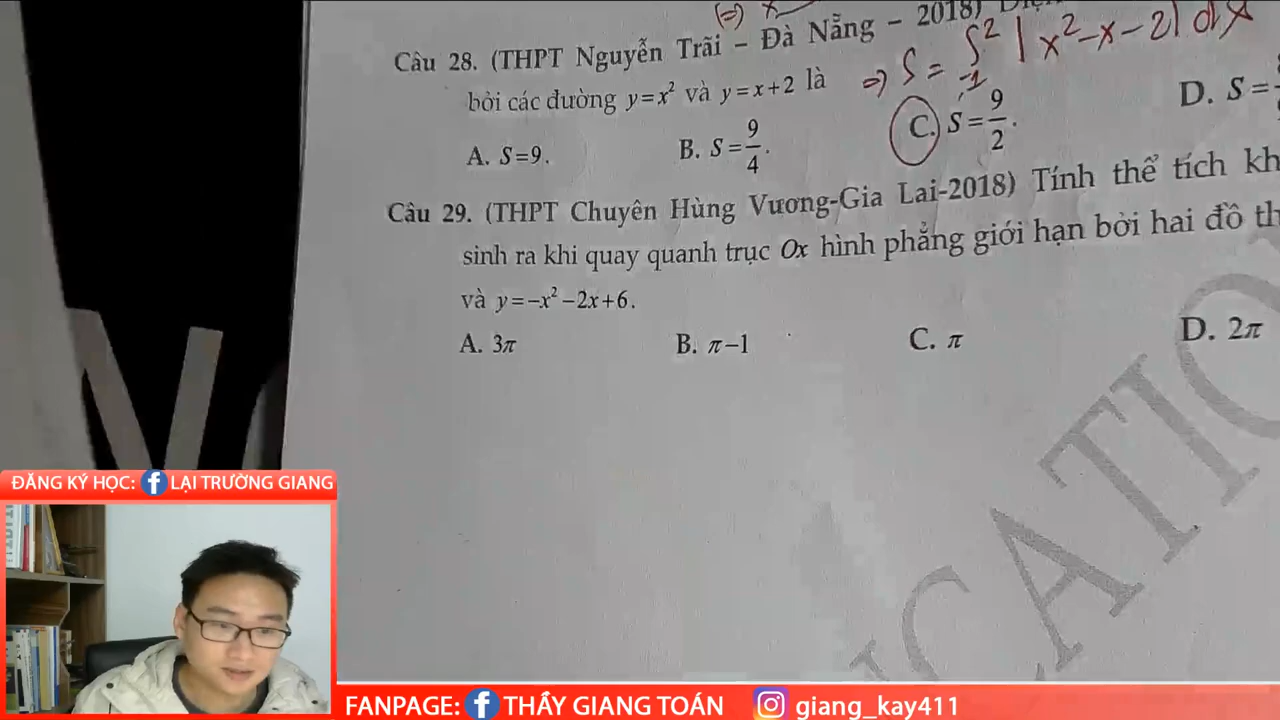 Câu 28. (THPT Nguyễn Trãi – Đà Nẵng – 2018)
bởi các đường y=x² và y=x+2 là
⇒ S = ∫₋₁² |x²-x-2| dx
A. S=9. B. S=9/4. C. S=9/2. D. S=
Câu 29. (THPT Chuyên Hùng Vương-Gia Lai-2018) Tính thể tích
sinh ra khi quay quanh trục Ox hình phẳng giới hạn bởi hai đồ
và y=–x²–2x+6.
A. 3π B. π–1 C. π D. 2π
ĐĂNG KÝ HỌC: f LẠI TRƯỜNG GIANG
FANPAGE: f THẦY GIANG TOÁN giang_kay411